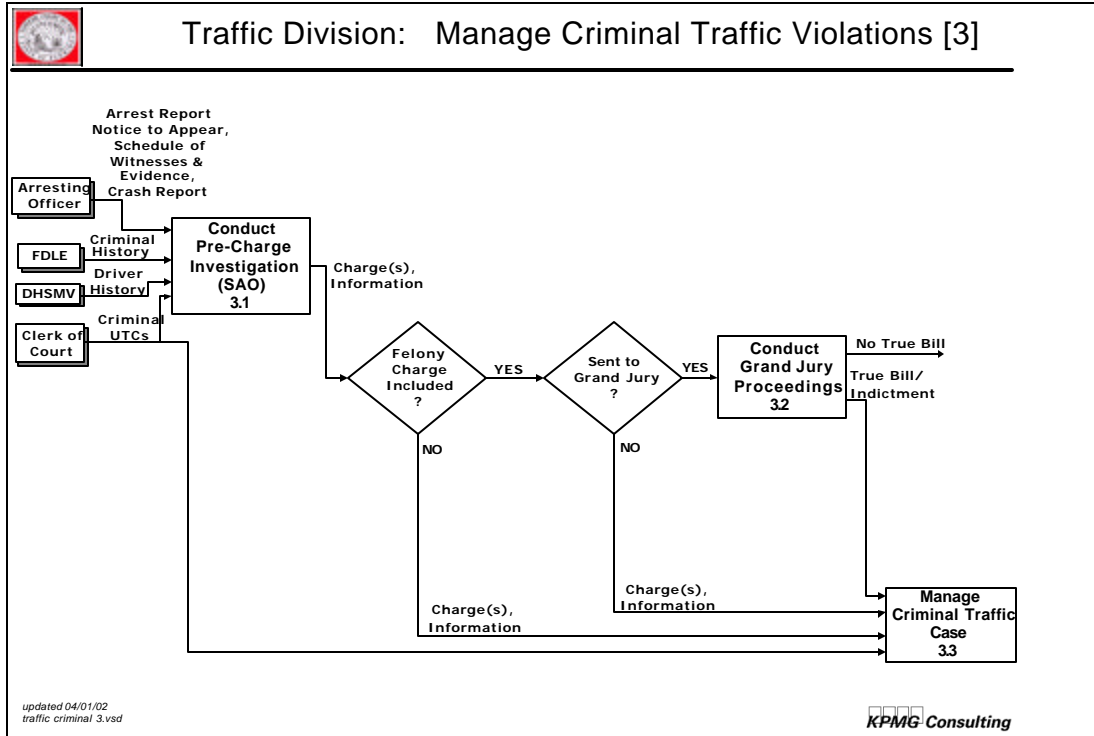 Traffic Division: Manage Criminal Traffic Violations [3]
Arrest Report
Notice to Appear,
Schedule of
Witnesses &
Evidence,
Crash Report
Arresting
Officer
FDLE
Criminal
History
DHSMV
Driver
History
Clerk of
Court
Criminal
UTCs
Conduct
Pre-Charge
Investigation
(SAO)
3.1
Charge(s),
Information
Felony
Charge
Included
?
YES
NO
Sent to
Grand Jury
?
YES
NO
Conduct
Grand Jury
Proceedings
3.2
No True Bill
True Bill/
Indictment
Charge(s),
Information
Charge(s),
Information
Manage
Criminal Traffic
Case
3.3
updated 04/01/02
traffic criminal 3.vsd
KPMG Consulting